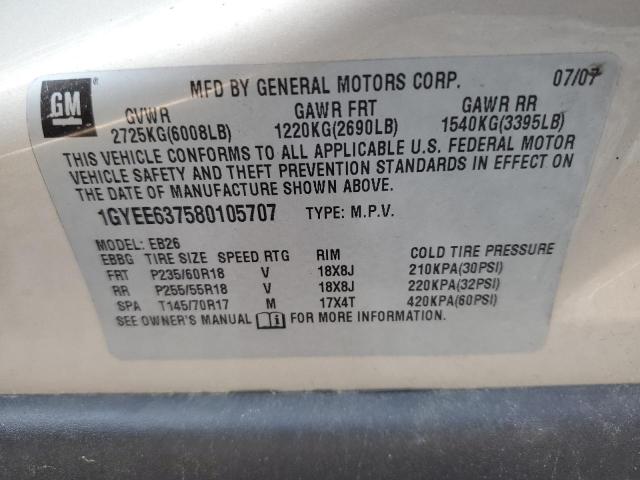 GM
MFD BY GENERAL MOTORS CORP. 07/07
GVWR GAWR FRT GAWR RR
2725KG(6008LB) 1220KG(2690LB) 1540KG(3395LB)
THIS VEHICLE CONFORMS TO ALL APPLICABLE U.S. FEDERAL MOTOR
VEHICLE SAFETY AND THEFT PREVENTION STANDARDS IN EFFECT ON
THE DATE OF MANUFACTURE SHOWN ABOVE.
1GYEE637580105707 TYPE: M.P.V.
MODEL: EB26
EBBG TIRE SIZE SPEED RTG RIM COLD TIRE PRESSURE
FRT P235/60R18 V 18X8J 210KPA(30PSI)
RR P255/55R18 V 18X8J 220KPA(32PSI)
SPA T145/70R17 M 17X4T 420KPA(60PSI)
SEE OWNER'S MANUAL FOR MORE INFORMATION.